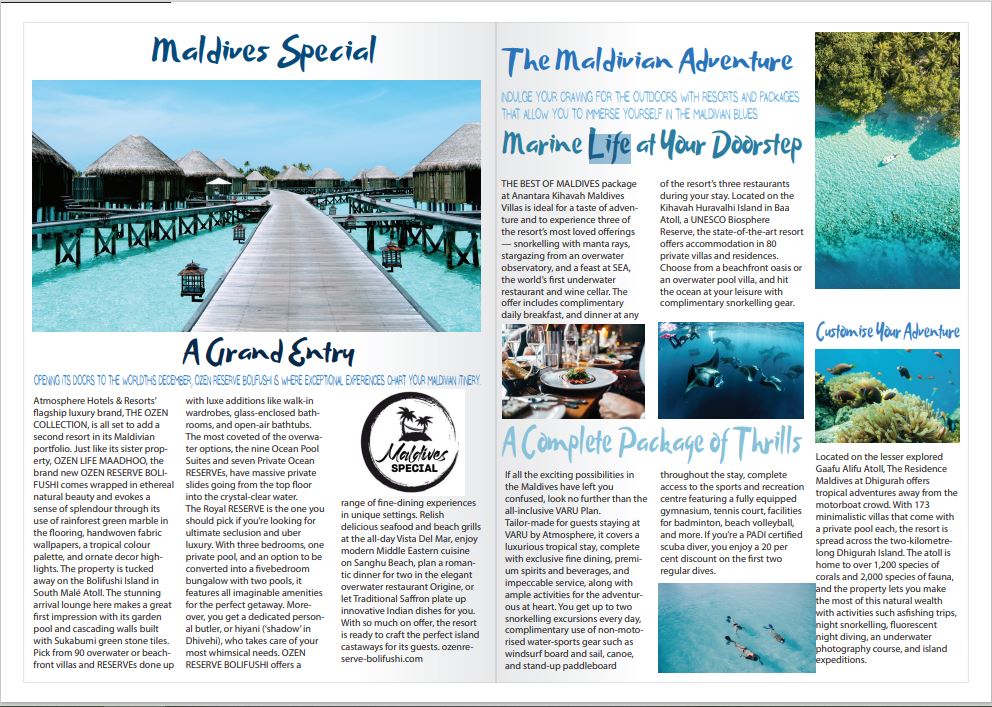 Maldives Special
A Grand Entry
OPENING ITS DOORS TO THE WORLDTHIS DECEMBER, OZEN RESERVE BOLIFUSHI IS WHERE EXCEPTIONAL EXPERIENCES CHART YOUR MALDIVIAN ITINERY.
Atmosphere Hotels & Resorts'
flagship luxury brand, THE OZEN
COLLECTION, is all set to add a
second resort in its Maldivian
portfolio. Just like its sister prop-
erty, OZEN LIFE MAADHOO, the
brand new OZEN RESERVE BOLI-
FUSHI comes wrapped in ethereal
natural beauty and evokes a
sense of splendour through its
use of rainforest green marble in
the flooring, handwoven fabric
wallpapers, a tropical colour
palette, and ornate decor high-
lights. The property is tucked
away on the Bolifushi Island in
South Malé Atoll. The stunning
arrival lounge here makes a great
first impression with its garden
pool and cascading walls built
with Sukabumi green stone tiles.
Pick from 90 overwater or beach-
front villas and RESERVEs done up
with luxe additions like walk-in
wardrobes, glass-enclosed bath-
rooms, and open-air bathtubs.
The most coveted of the overwa-
ter options, the nine Ocean Pool
Suites and seven Private Ocean
RESERVEs, have massive private
slides going from the top floor
into the crystal-clear water.
The Royal RESERVE is the one you
should pick if you're looking for
ultimate seclusion and uber
luxury. With three bedrooms, one
private pool, and an option to be
converted into a fivebedroom
bungalow with two pools, it
features all imaginable amenities
for the perfect getaway. More-
over, you get a dedicated person-
al butler, or hiyani ('shadow' in
Dhivehi), who takes care of your
most whimsical needs. OZEN
RESERVE BOLIFUSHI offers a
Maldives
SPECIAL
range of fine-dining experiences
in unique settings. Relish
delicious seafood and beach grills
at the all-day Vista Del Mar, enjoy
modern Middle Eastern cuisine
on Sanghu Beach, plan a roman-
tic dinner for two in the elegant
overwater restaurant Origine, or
let Traditional Saffron plate up
innovative Indian dishes for you.
With so much on offer, the resort
is ready to craft the perfect island
castaways for its guests. ozenre-
serve-bolifushi.com
The Maldivian Adventure
INDULGE YOUR CRAVING FOR THE OUTDOORS WITH RESORTS AND PACKAGES
THAT ALLOW YOU TO IMMERSE YOURSELF IN THE MALDIVIAN BLUES
Marine Life at Your Doorstep
THE BEST OF MALDIVES package
at Anantara Kihavah Maldives
Villas is ideal for a taste of adven-
ture and to experience three of
the resort's most loved offerings
— snorkelling with manta rays,
stargazing from an overwater
observatory, and a feast at SEA,
the world's first underwater
restaurant and wine cellar. The
offer includes complimentary
daily breakfast, and dinner at any
of the resort's three restaurants
during your stay. Located on the
Kihavah Huravalhi Island in Baa
Atoll, a UNESCO Biosphere
Reserve, the state-of-the-art resort
offers accommodation in 80
private villas and residences.
Choose from a beachfront oasis or
an overwater pool villa, and hit
the ocean at your leisure with
complimentary snorkelling gear.
A Complete Package of Thrills
If all the exciting possibilities in
the Maldives have left you
confused, look no further than the
all-inclusive VARU Plan.
Tailor-made for guests staying at
VARU by Atmosphere, it covers a
luxurious tropical stay, complete
with exclusive fine dining, premi-
um spirits and beverages, and
impeccable service, along with
ample activities for the adventur-
ous at heart. You get up to two
snorkelling excursions every day,
complimentary use of non-moto-
rised water-sports gear such as
windsurf board and sail, canoe,
and stand-up paddleboard
throughout the stay, complete
access to the sports and recreation
centre featuring a fully equipped
gymnasium, tennis court, facilities
for badminton, beach volleyball,
and more. If you're a PADI certified
scuba diver, you enjoy a 20 per
cent discount on the first two
regular dives.
Customise Your Adventure
Located on the lesser explored
Gaafu Alifu Atoll, The Residence
Maldives at Dhigurah offers
tropical adventures away from the
motorboat crowd. With 173
minimalistic villas that come with
a private pool each, the resort is
spread across the two-kilometre-
long Dhigurah Island. The atoll is
home to over 1,200 species of
corals and 2,000 species of fauna,
and the property lets you make
the most of this natural wealth
with activities such asfishing trips,
night snorkelling, fluorescent
night diving, an underwater
photography course, and island
expeditions.